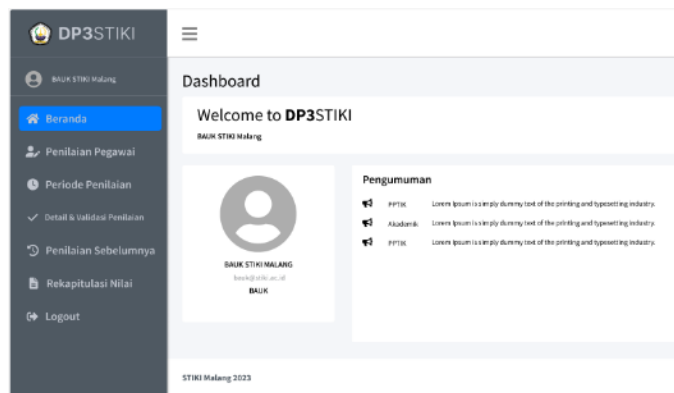 DP3STIKI
BAUK STIKI Malang
Beranda
Penilaian Pegawai
Periode Penilaian
Detail & Validasi Penilaian
Penilaian Sebelumnya
Rekapitulasi Nilai
Logout
Dashboard
Welcome to DP3STIKI
BAUK STIKI Malang
BAUK STIKI MALANG
bauk@stiki.ac.id
BAUK
Pengumuman
PPTIK Lorem Ipsum is simply dummy text of the printing and typesetting industry.
Akademik Lorem Ipsum is simply dummy text of the printing and typesetting industry.
PPTIK Lorem Ipsum is simply dummy text of the printing and typesetting industry.
STIKI Malang 2023